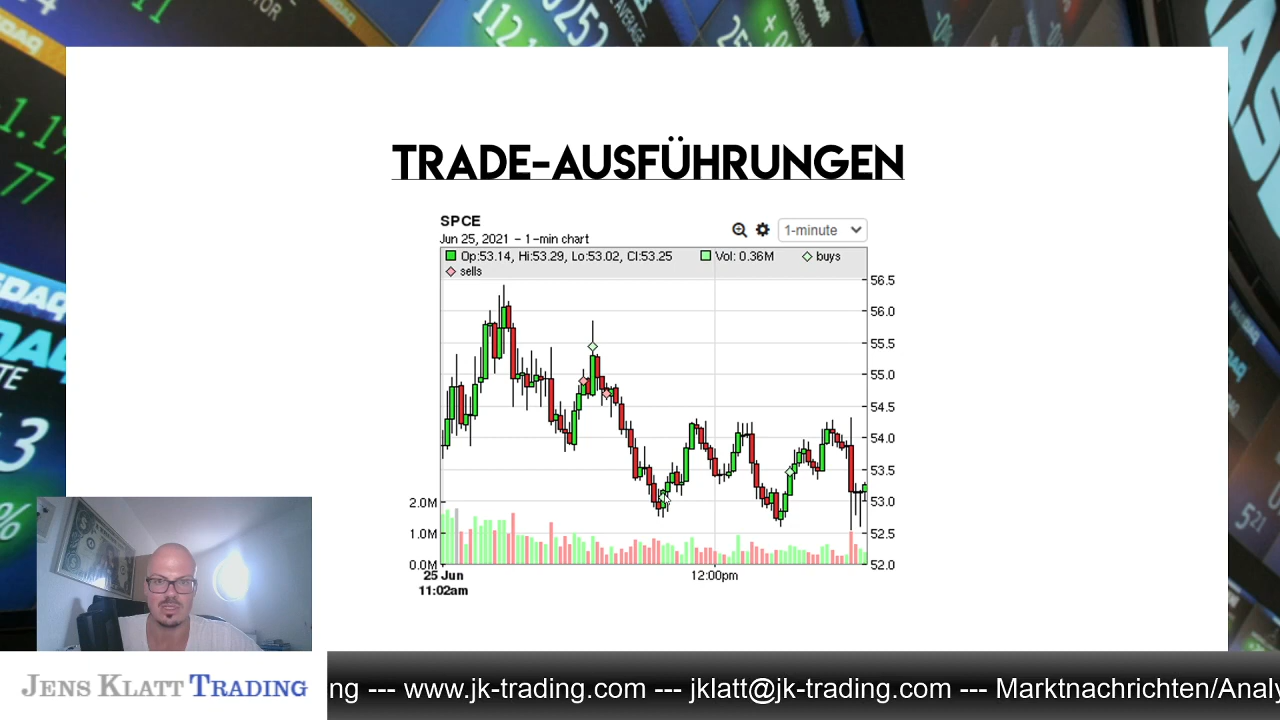 TRADE-AUSFÜHRUNGEN
SPCE
Jun 25, 2021 - 1-min chart
1-minute
Op:53.14, Hi:53.29, Lo:53.02, Cl:53.25 Vol: 0.36M buys
sells
56.5
56.0
55.5
55.0
54.5
54.0
53.5
53.0
52.5
52.0
2.0M
1.0M
0.0M
25 Jun
11:02am
12:00pm
JENS KLATT TRADING
ng --- www.jk-trading.com --- jklatt@jk-trading.com --- Marktnachrichten/Analy